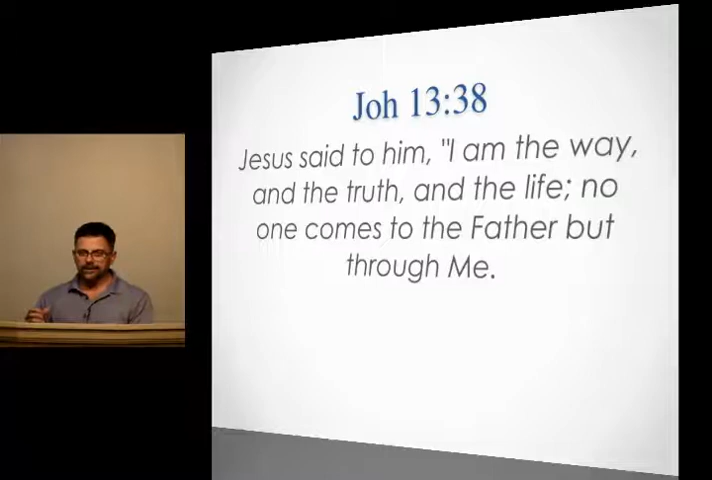 Joh 13:38
Jesus said to him, "I am the way,
and the truth, and the life; no
one comes to the Father but
through Me.